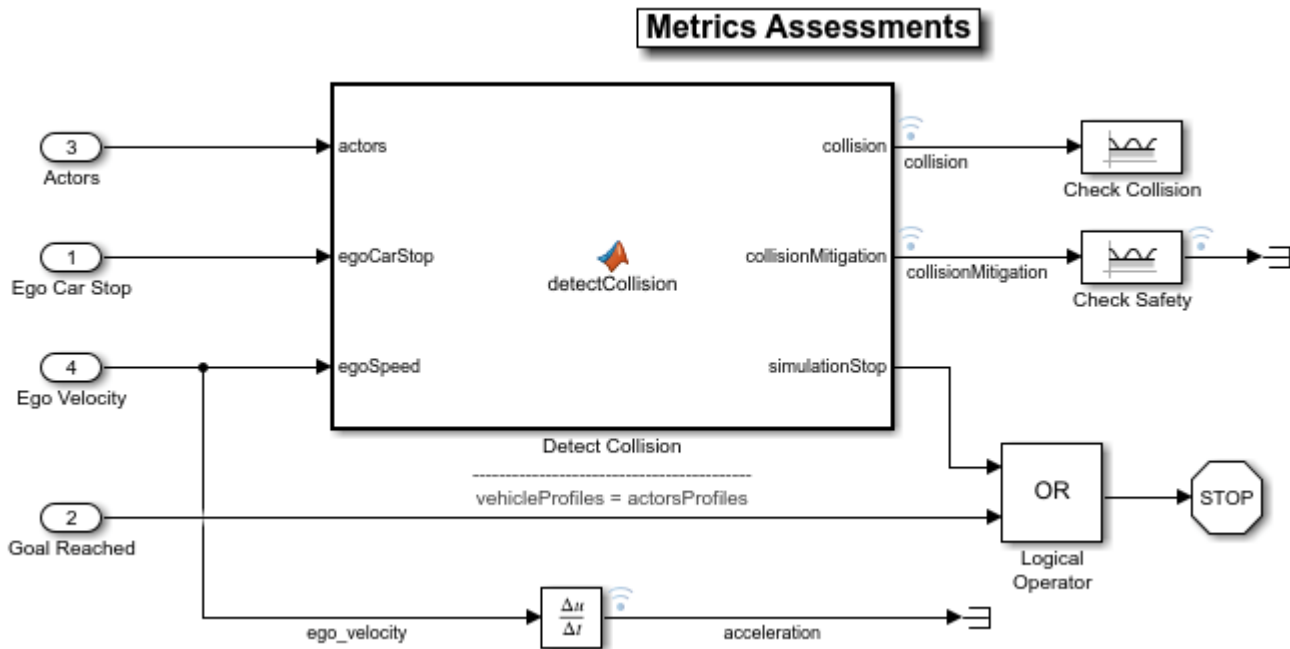 Metrics Assessments
3
Actors
actors
collision
collision
Check Collision
1
Ego Car Stop
egoCarStop
detectCollision
collisionMitigation
collisionMitigation
Check Safety
4
Ego Velocity
egoSpeed
simulationStop
Detect Collision
--------------------------------------------
vehicleProfiles = actorsProfiles
2
Goal Reached
OR
Logical
Operator
STOP
ego_velocity
Δu
Δt
acceleration